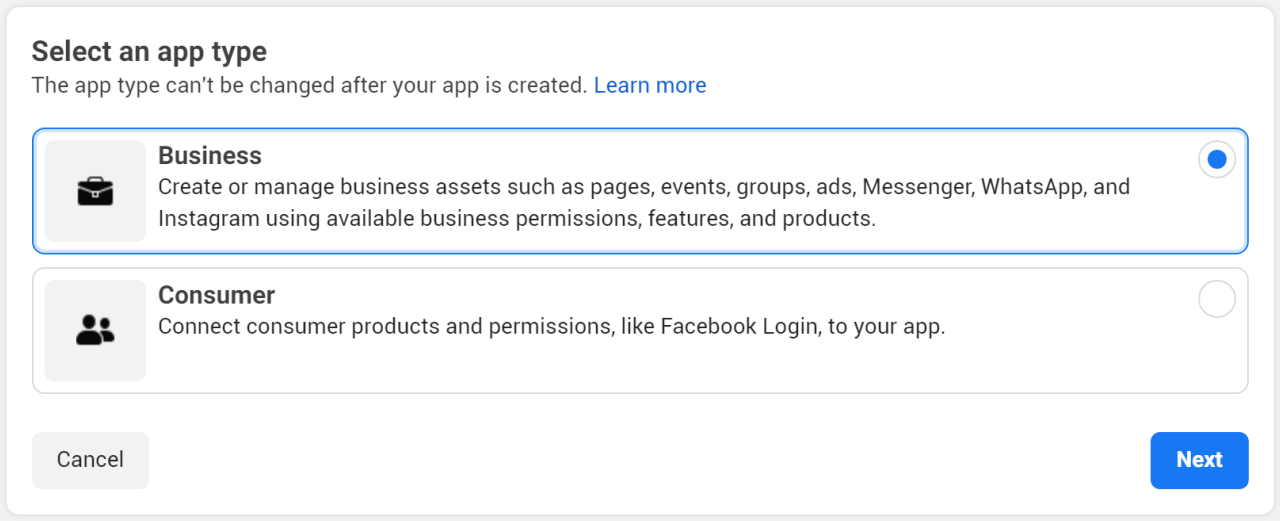 Select an app type
The app type can't be changed after your app is created. Learn more
Business
Create or manage business assets such as pages, events, groups, ads, Messenger, WhatsApp, and
Instagram using available business permissions, features, and products.
Consumer
Connect consumer products and permissions, like Facebook Login, to your app.
Cancel
Next